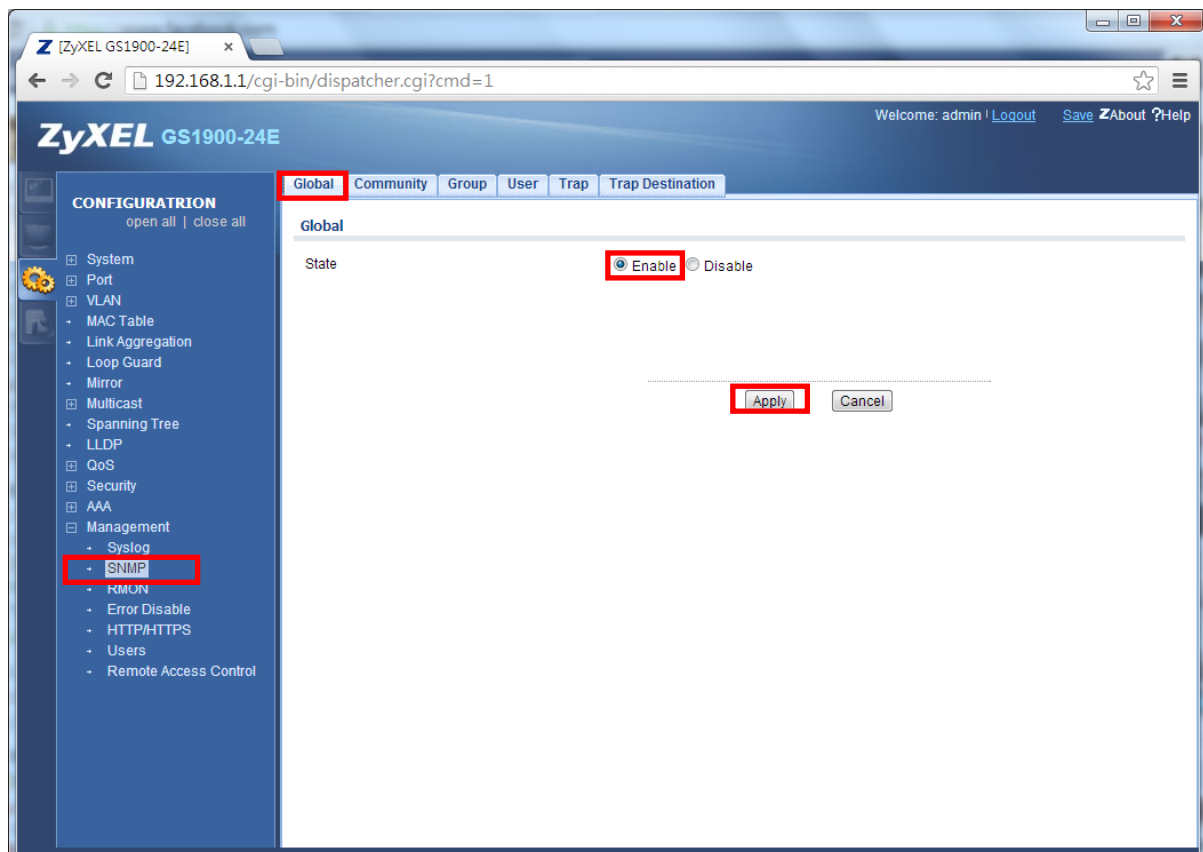 Z [ZyXEL GS1900-24E] ×
192.168.1.1/cgi-bin/dispatcher.cgi?cmd=1
ZyXEL GS1900-24E
Welcome: admin | Logout Save ZAbout ?Help
CONFIGURATRION
open all | close all
System
Port
VLAN
MAC Table
Link Aggregation
Loop Guard
Mirror
Multicast
Spanning Tree
LLDP
QoS
Security
AAA
Management
Syslog
SNMP
RMON
Error Disable
HTTP/HTTPS
Users
Remote Access Control
Global Community Group User Trap Trap Destination
Global
State Enable Disable
Apply Cancel